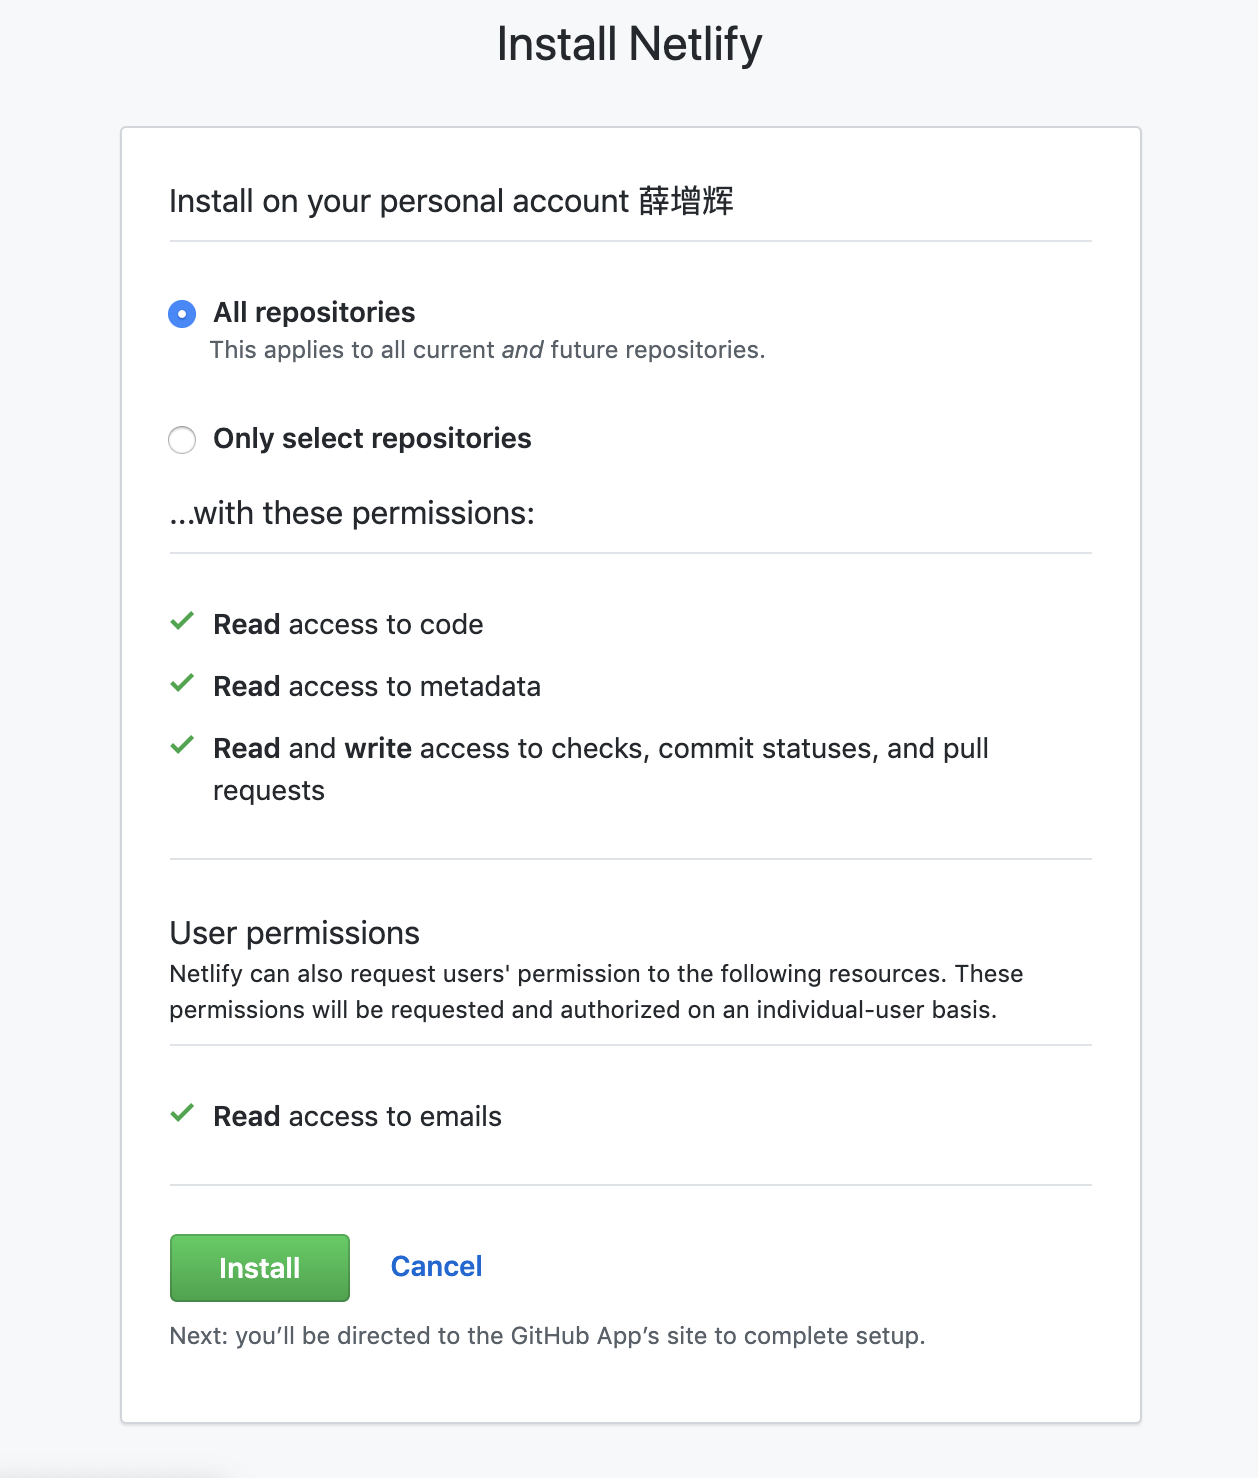 Install Netlify
Install on your personal account 薛增辉
All repositories
This applies to all current and future repositories.
Only select repositories
...with these permissions:
Read access to code
Read access to metadata
Read and write access to checks, commit statuses, and pull
requests
User permissions
Netlify can also request users' permission to the following resources. These
permissions will be requested and authorized on an individual-user basis.
Read access to emails
Install Cancel
Next: you’ll be directed to the GitHub App’s site to complete setup.